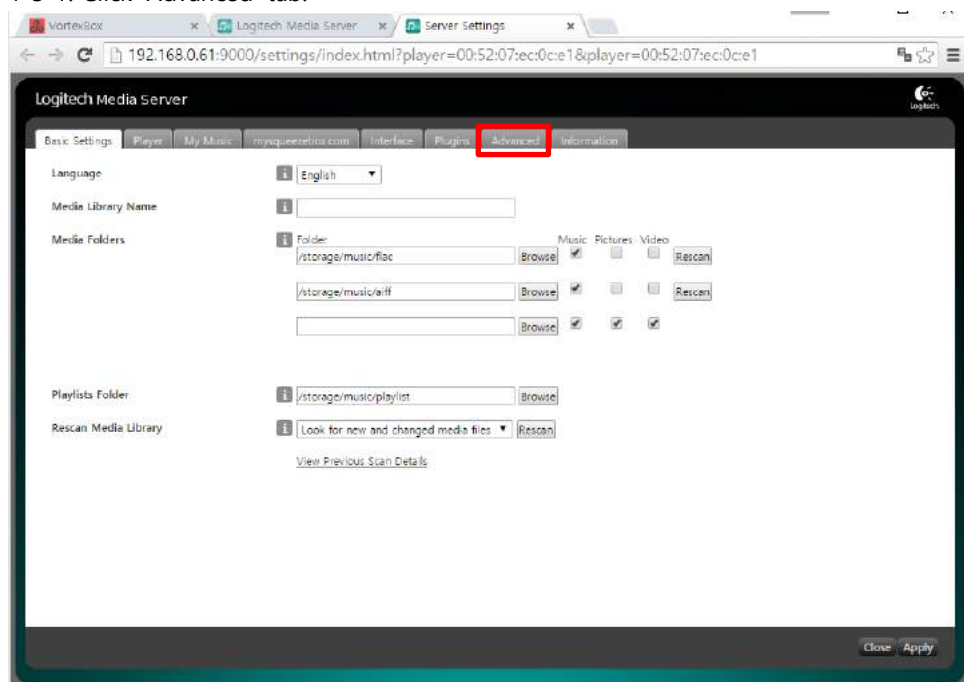 Click Advanced tab.
VortexBox Logitech Media Server Server Settings
192.168.0.61:9000/settings/index.html?player=00:52:07:ec:0c:e1&player=00:52:07:ec:0c:e1
Logitech Media Server
Logitech
Basic Settings Player My Music mysqueezebox.com Interface Plugins Advanced Information
Language English
Media Library Name
Media Folders Folder Music Pictures Video
/storage/music/flac Browse Rescan
/storage/music/aiff Browse Rescan
Browse
Playlists Folder /storage/music/playlist Browse
Rescan Media Library Look for new and changed media files Rescan
View Previous Scan Details
Close Apply